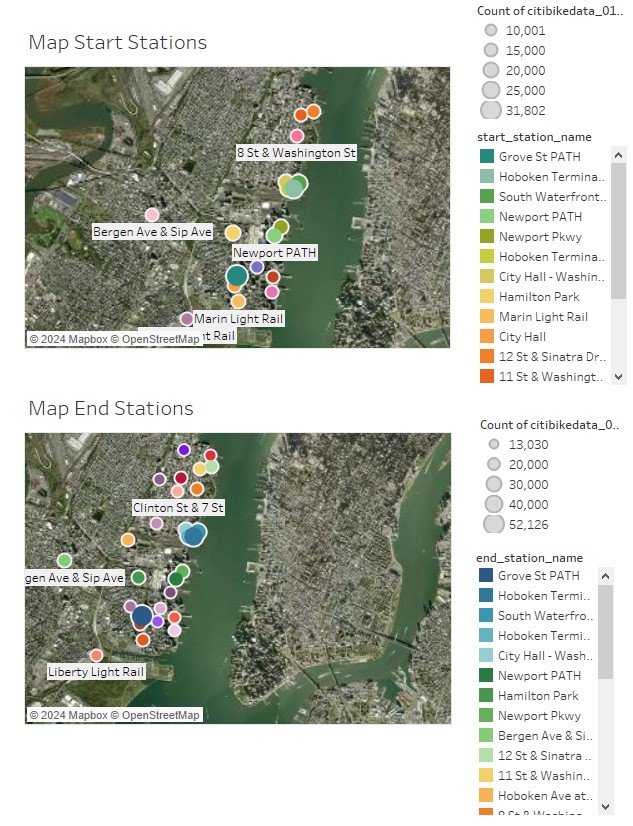 Map Start Stations
8 St & Washington St
Bergen Ave & Sip Ave
Newport PATH
Marin Light Rail
t Rail
© 2024 Mapbox © OpenStreetMap
Count of citibikedata_01..
10,001
15,000
20,000
25,000
31,802
start_station_name
Grove St PATH
Hoboken Termina..
South Waterfront..
Newport PATH
Newport Pkwy
Hoboken Termina..
City Hall - Washin..
Hamilton Park
Marin Light Rail
City Hall
12 St & Sinatra Dr..
11 St & Washingt..
Map End Stations
Clinton St & 7 St
gen Ave & Sip Ave
Liberty Light Rail
© 2024 Mapbox © OpenStreetMap
Count of citibikedata_0..
13,030
20,000
30,000
40,000
52,126
end_station_name
Grove St PATH
Hoboken Termi..
South Waterfro..
Hoboken Termi..
City Hall - Wash..
Newport PATH
Hamilton Park
Newport Pkwy
Bergen Ave & Si..
12 St & Sinatra ..
11 St & Washin..
Hoboken Ave at..
8 St & Washing..